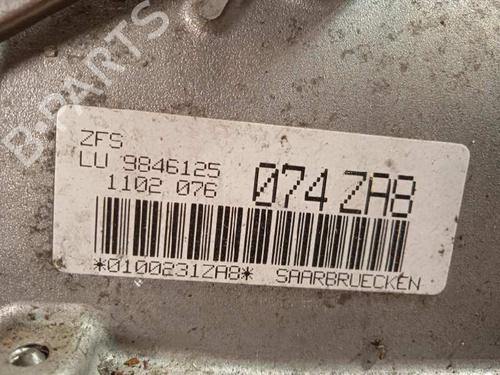 B-PARTS
ZFS
LU 9846125
1102 076
074 ZA8
*0100231ZA8* SAARBRUECKEN